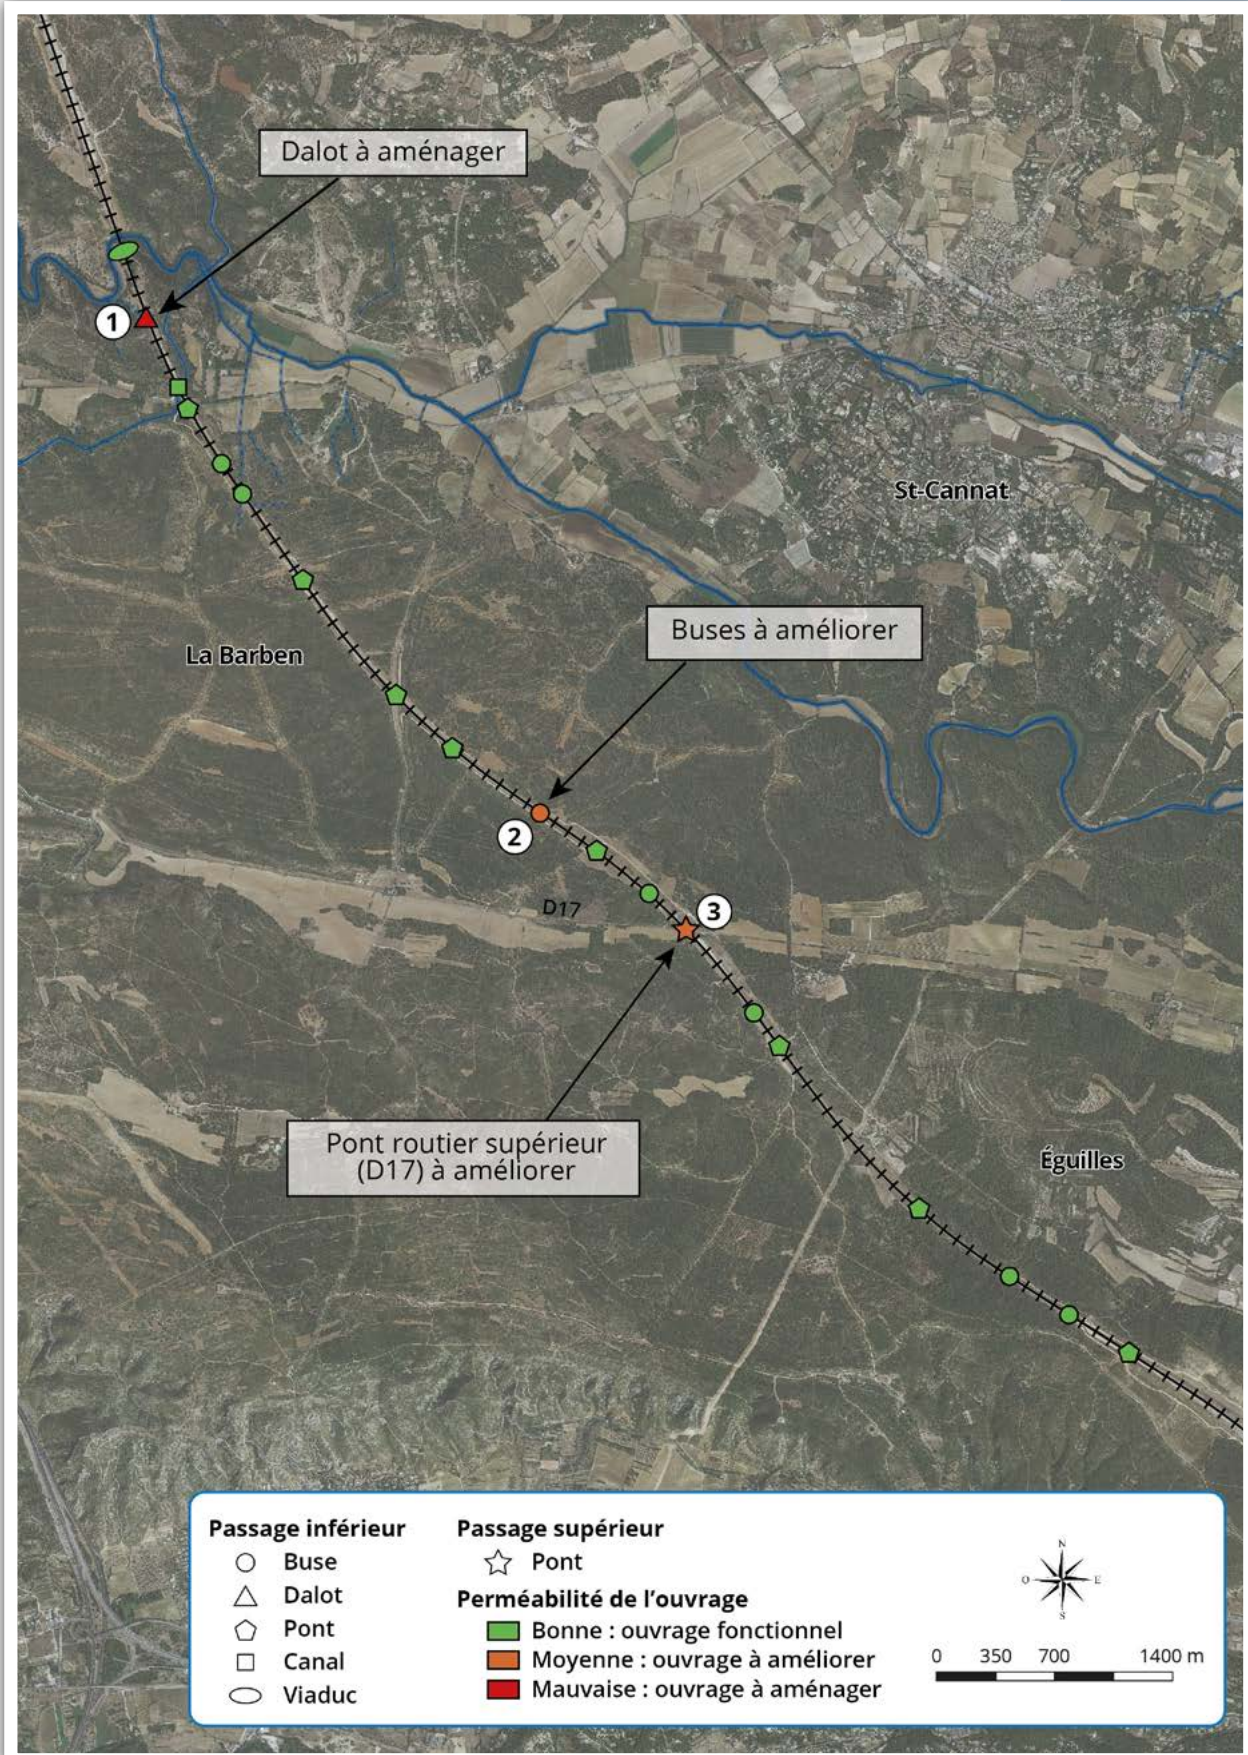 Dalot à aménager
1
St-Cannat
Buses à améliorer
La Barben
2
D17
3
Pont routier supérieur
(D17) à améliorer
Éguilles
Passage inférieur
Buse
Dalot
Pont
Canal
Viaduc
Passage supérieur
Pont
Perméabilité de l'ouvrage
Bonne : ouvrage fonctionnel
Moyenne : ouvrage à améliorer
Mauvaise : ouvrage à aménager
N
O E
S
0 350 700 1400 m